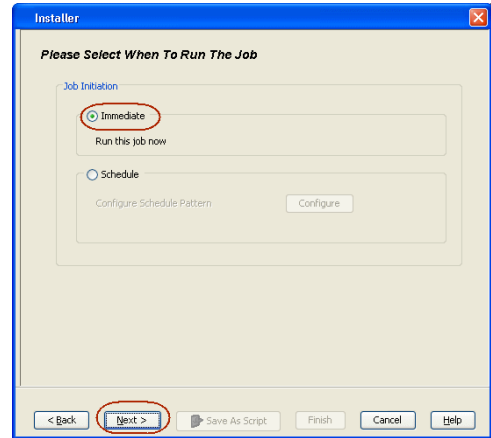 Installer
Please Select When To Run The Job
Job Initiation
Immediate
Run this job now
Schedule
Configure Schedule Pattern
Configure
< Back
Next >
Save As Script
Finish
Cancel
Help